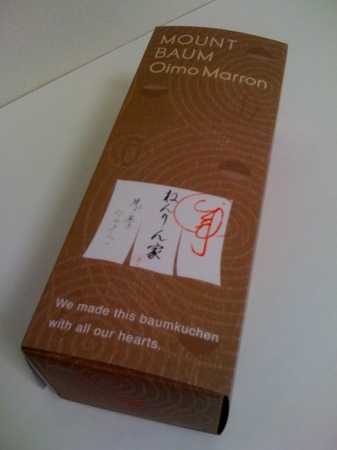 MOUNT
BAUM
Oimo Marron
ねんりん家
We made this baumkuchen
with all our hearts.